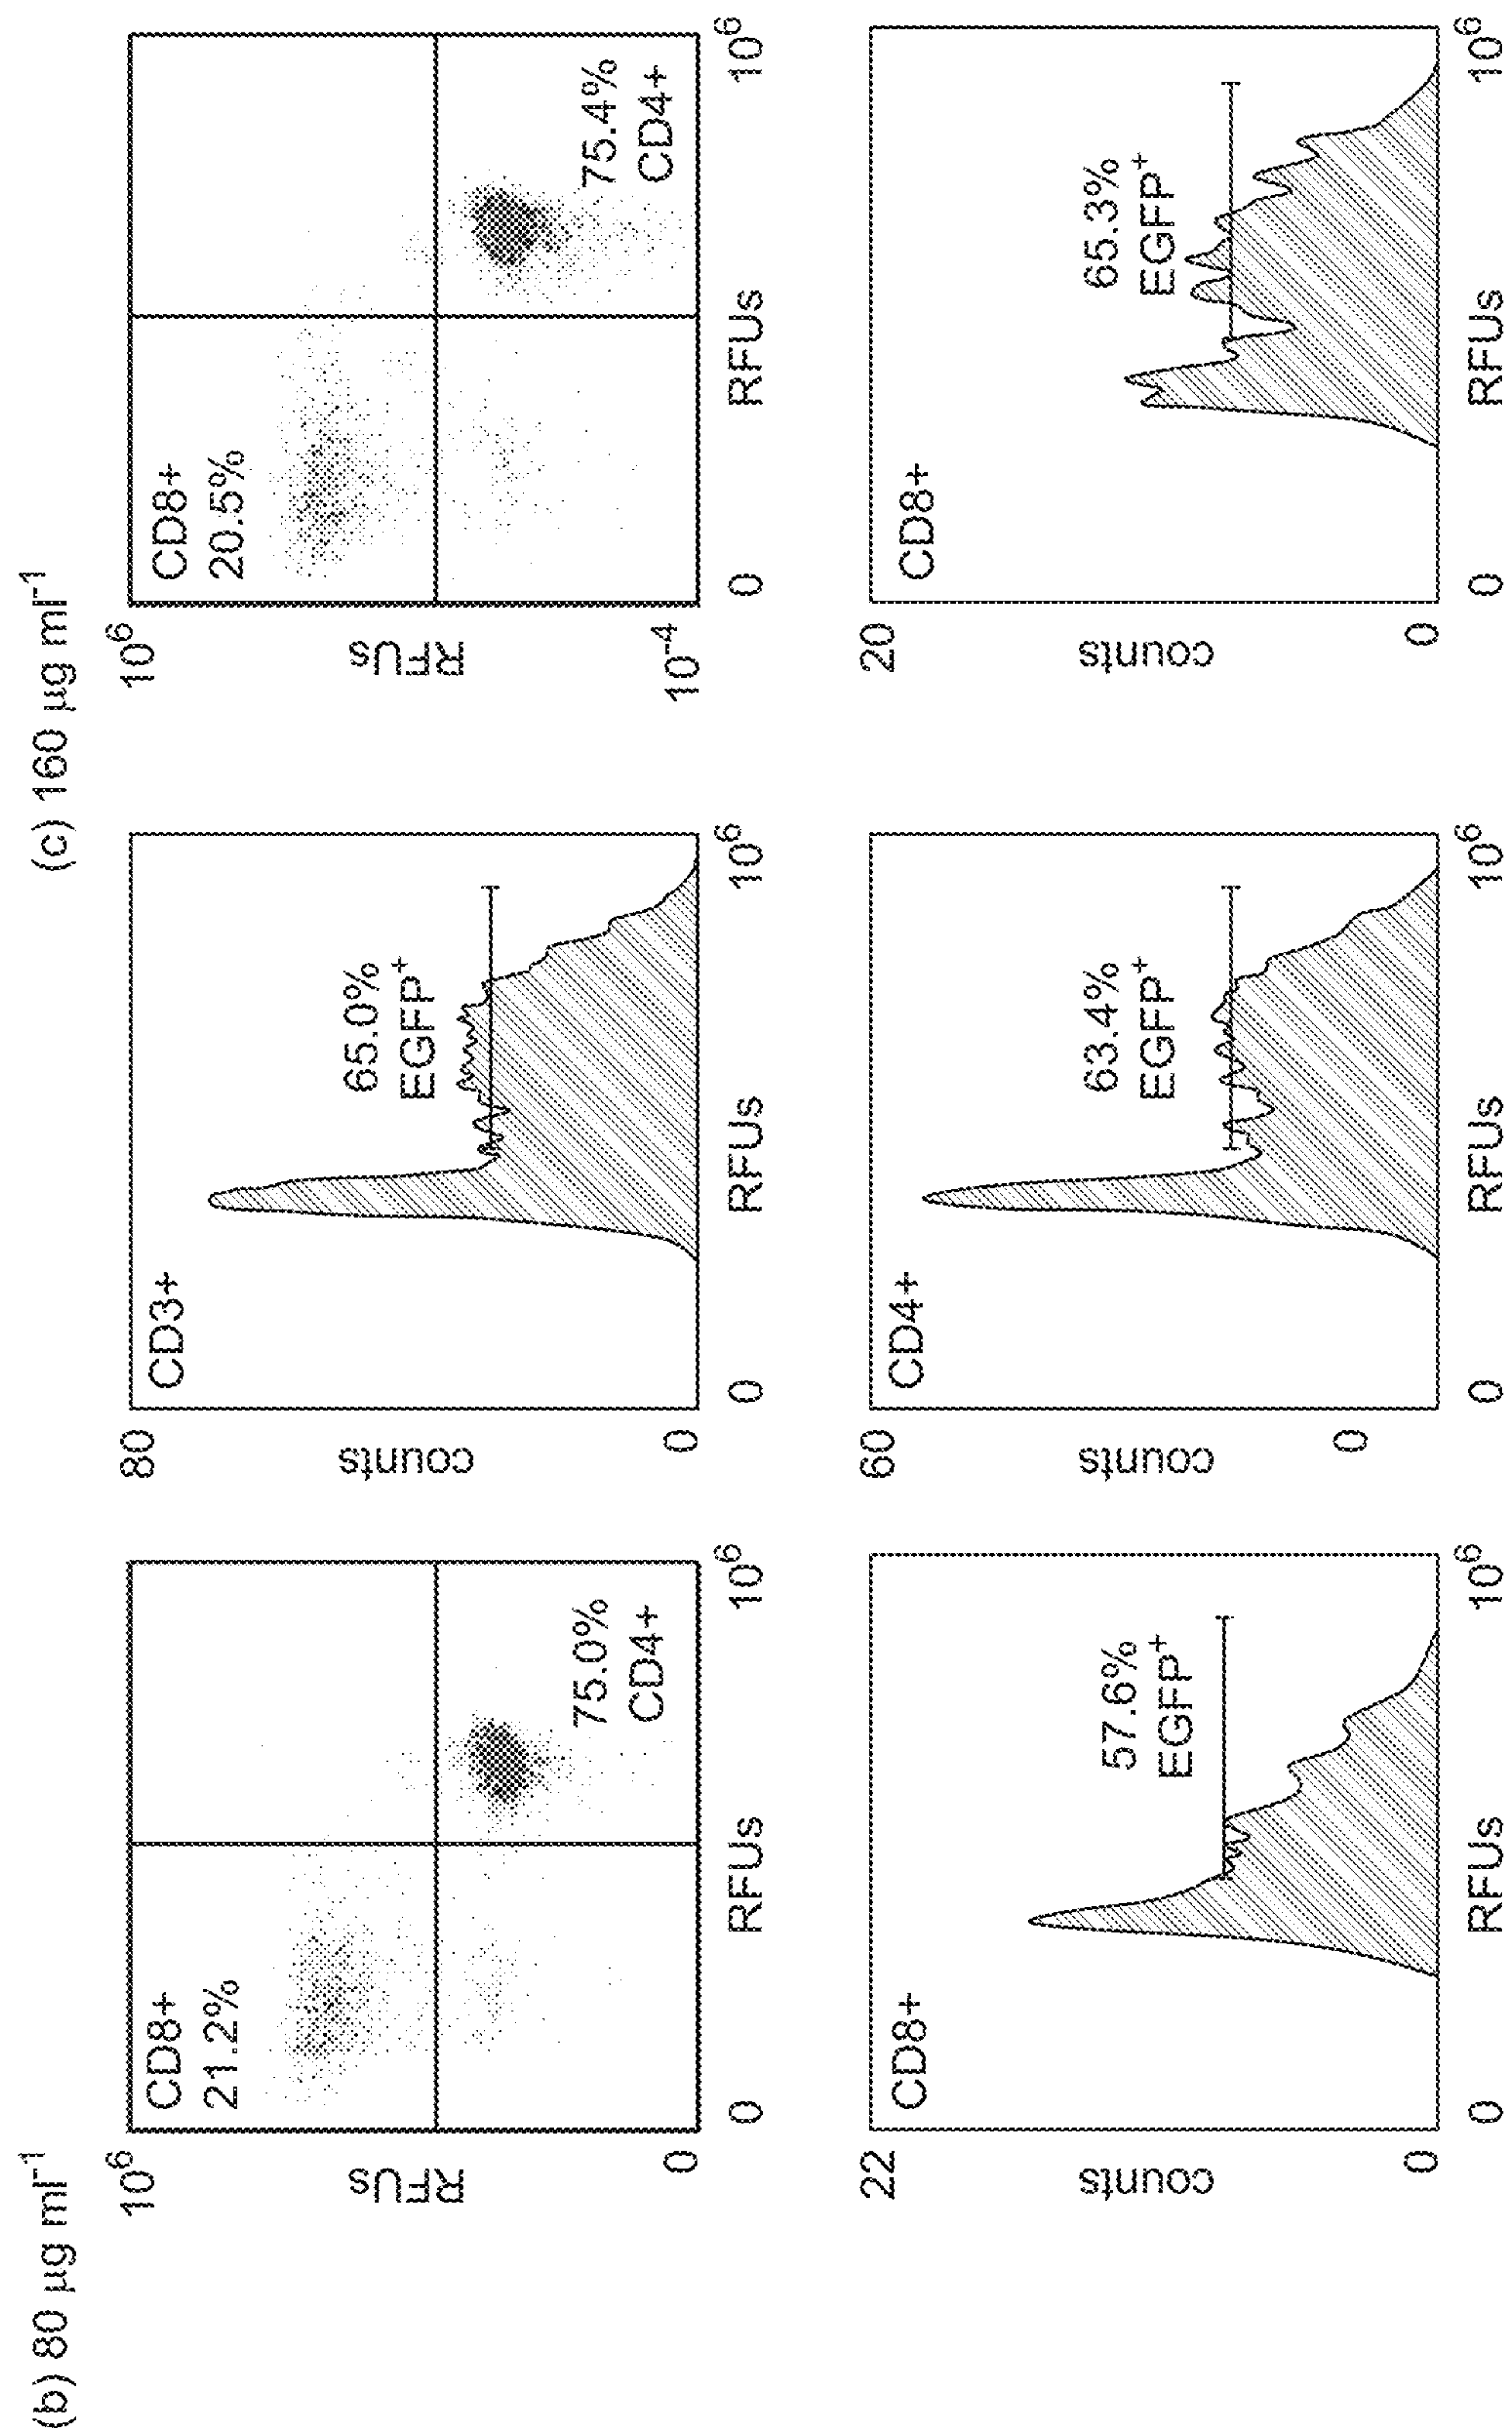 (b) 80 µg ml⁻¹
10⁶
RFUs
0
CD8+
21.2%
75.0%
CD4+
0
RFUs
10⁶
22
counts
0
CD8+
57.6%
EGFP⁺
0
RFUs
10⁶
(c) 160 µg ml⁻¹
80
counts
0
CD3+
65.0%
EGFP⁺
0
RFUs
10⁶
10⁶
RFUs
10⁻⁴
CD8+
20.5%
75.4%
CD4+
0
RFUs
10⁶
60
counts
0
CD4+
63.4%
EGFP⁺
0
RFUs
10⁶
20
counts
0
CD8+
65.3%
EGFP⁺
0
RFUs
10⁶